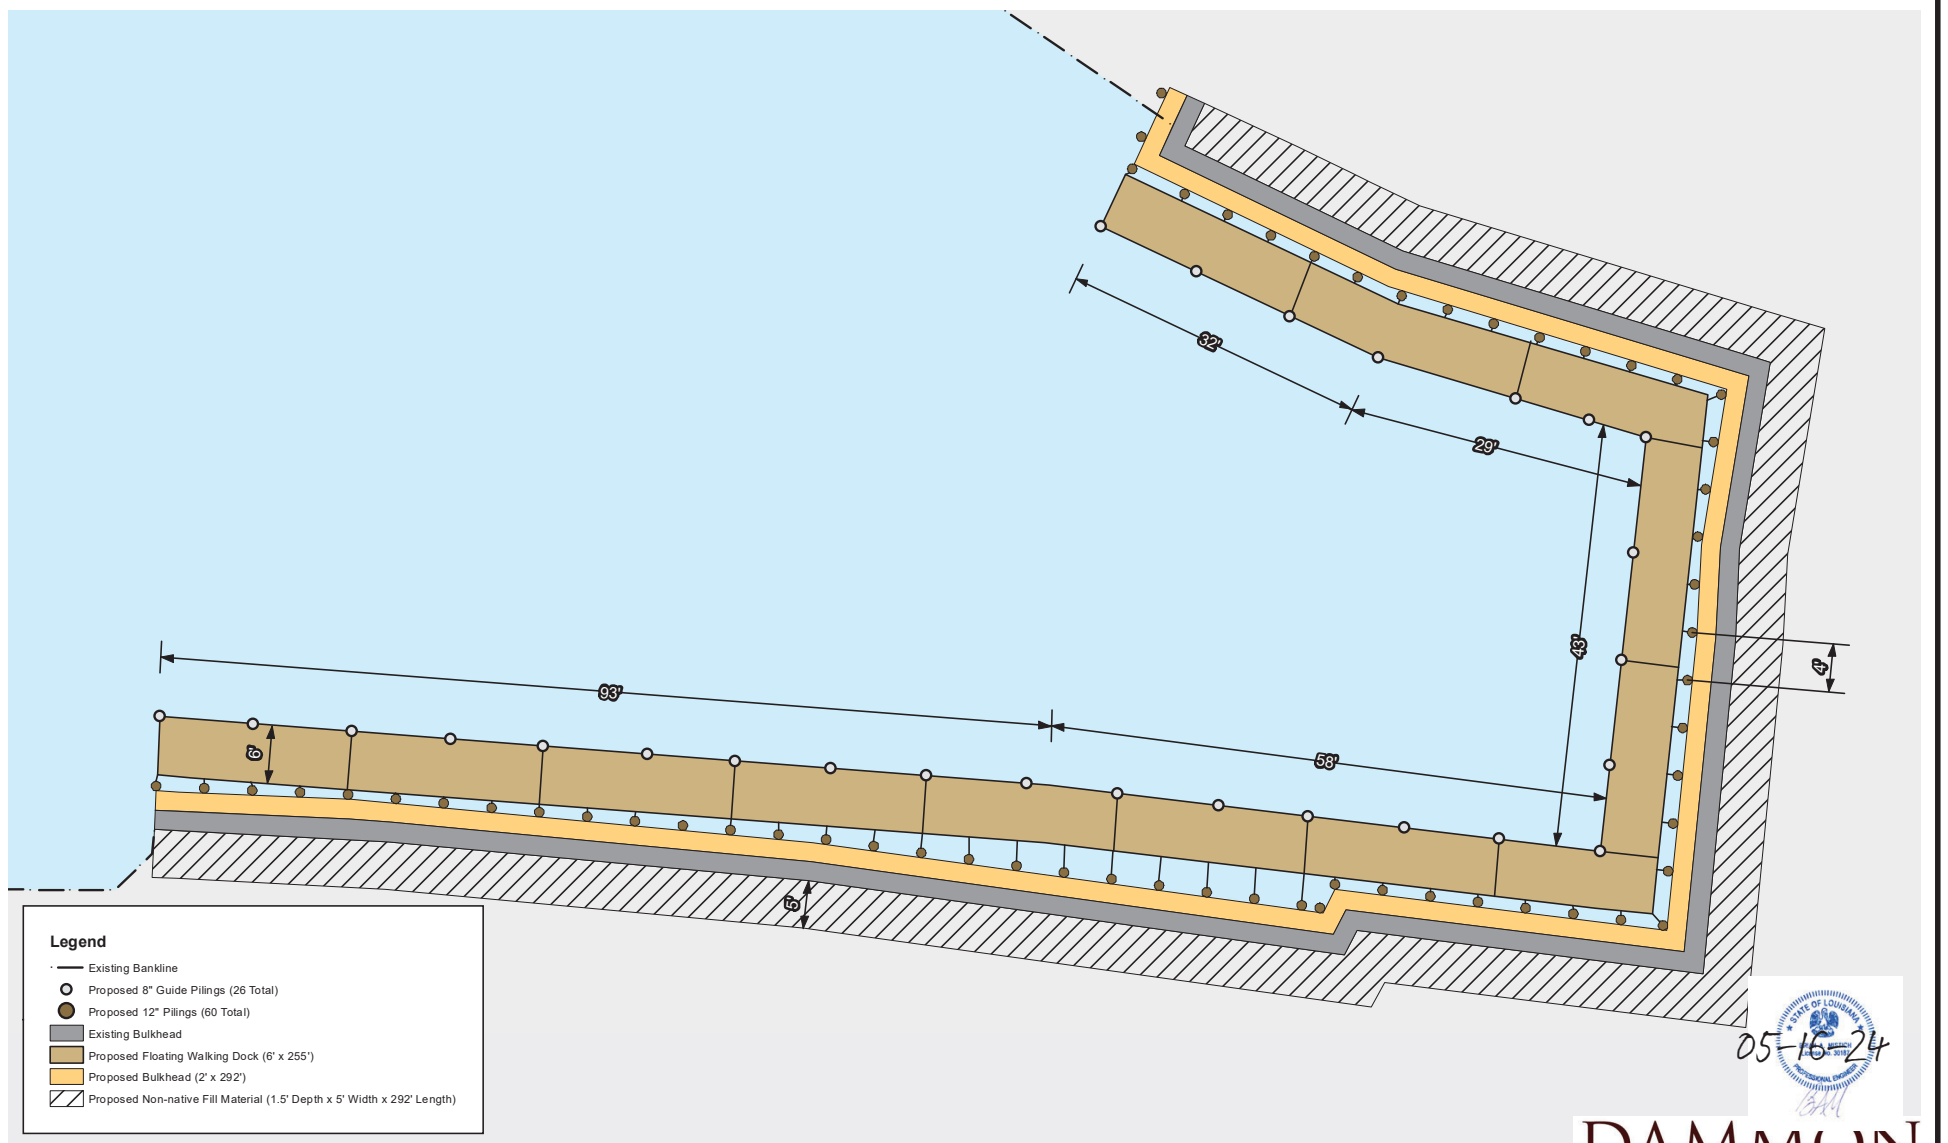 32'
29'
43'
4'
93'
58'
6'
5'
Legend
Existing Bankline
Proposed 8" Guide Pilings (26 Total)
Proposed 12" Pilings (60 Total)
Existing Bulkhead
Proposed Floating Walking Dock (6' x 255')
Proposed Bulkhead (2' x 292')
Proposed Non-native Fill Material (1.5' Depth x 5' Width x 292' Length)
STATE OF LOUISIANA
05-16-24
PROFESSIONAL ENGINEER
BAM
DAMMON